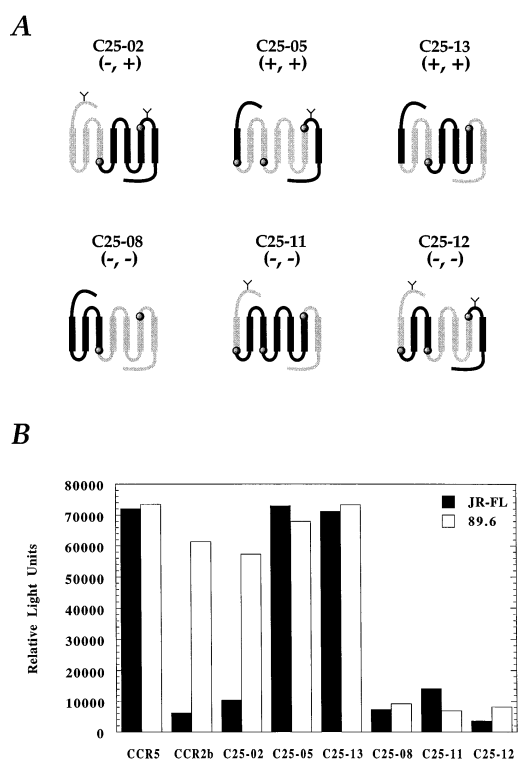 A
C25-02 C25-05 C25-13
(-, +) (+, +) (+, +)
C25-08 C25-11 C25-12
(-, -) (-, -) (-, -)
B
80000
70000
60000
50000
40000
30000
20000
10000
0
Relative Light Units
JR-FL
89.6
CCR5 CCR2b C25-02 C25-05 C25-13 C25-08 C25-11 C25-12